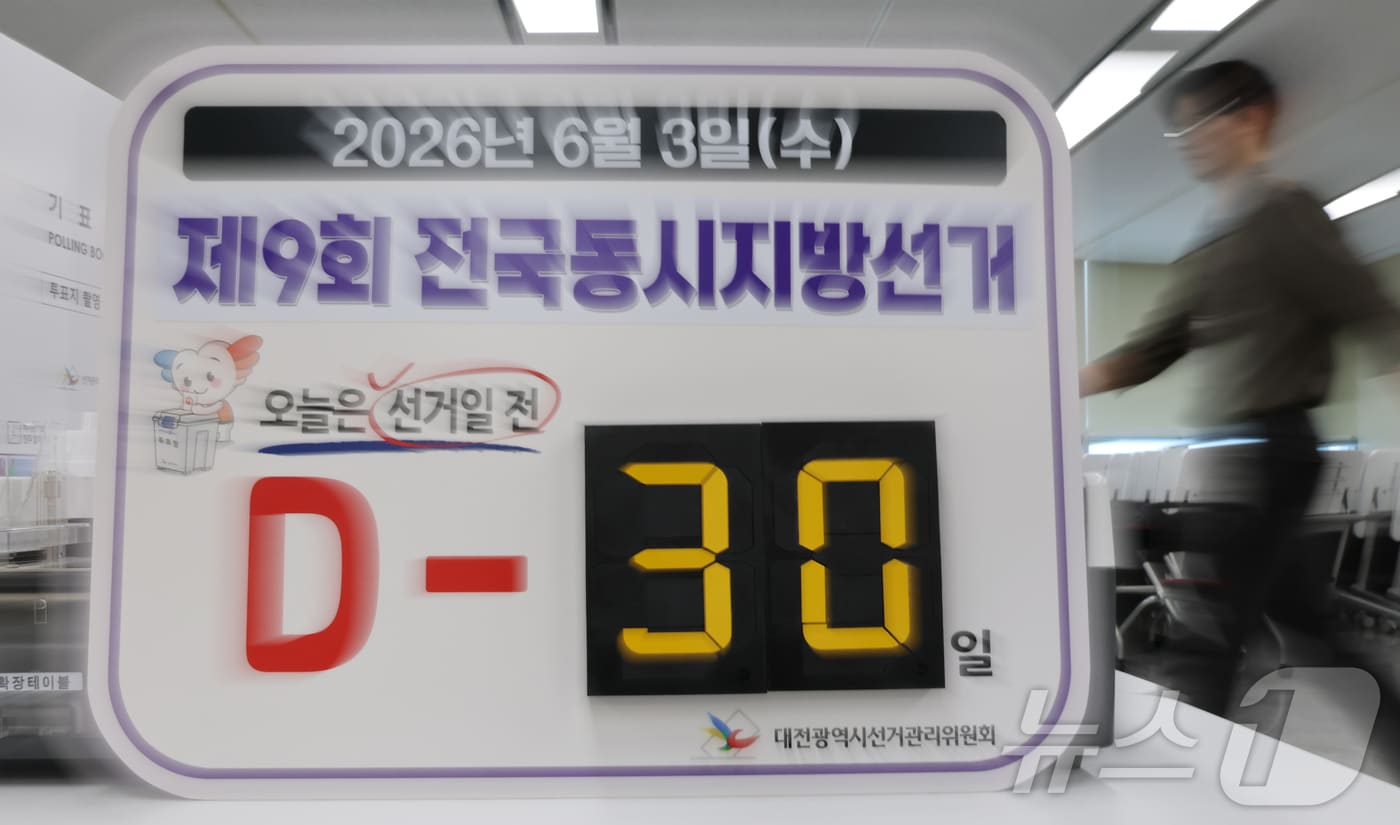 2026년 6월 3일(수)
제9회 전국동시지방선거
오늘은 선거일 전
D-30일
대전광역시선거관리위원회
기 표
POLLING BO
투표지 촬영
확장테이블
뉴스1